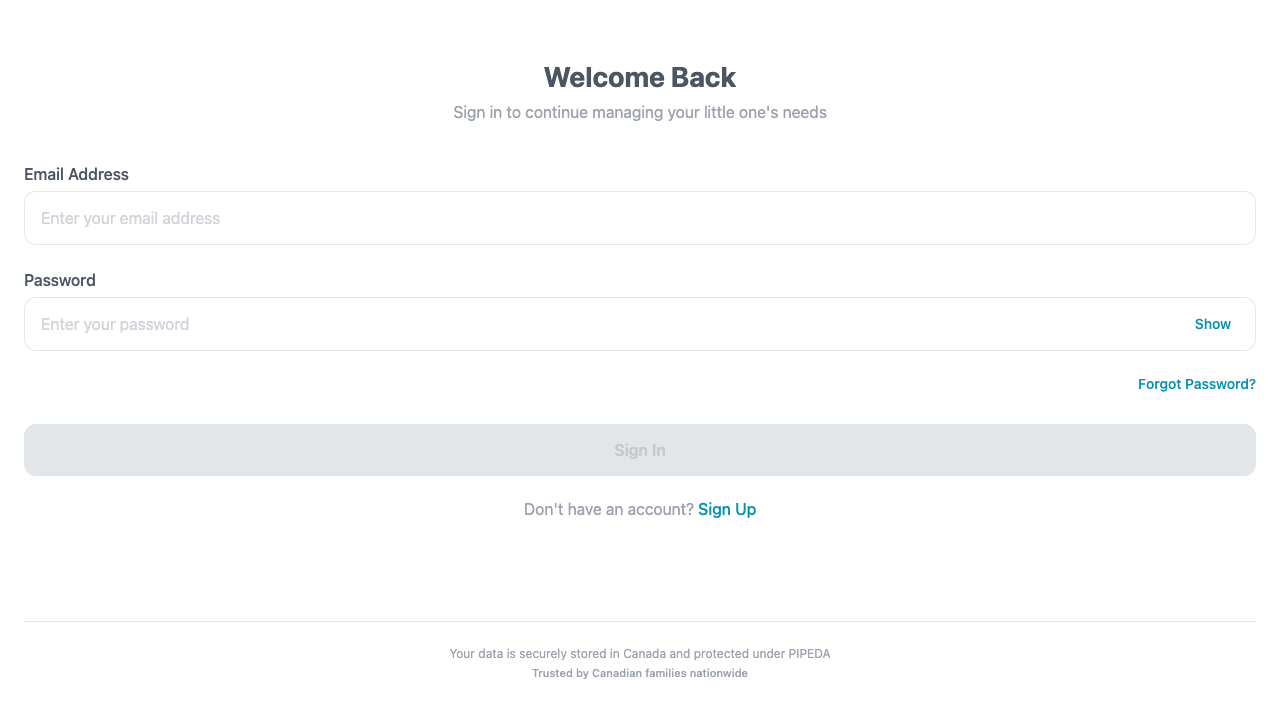 Welcome Back
Sign in to continue managing your little one's needs
Email Address
Enter your email address
Password
Enter your password
Show
Forgot Password?
Sign In
Don't have an account? Sign Up
Your data is securely stored in Canada and protected under PIPEDA
Trusted by Canadian families nationwide